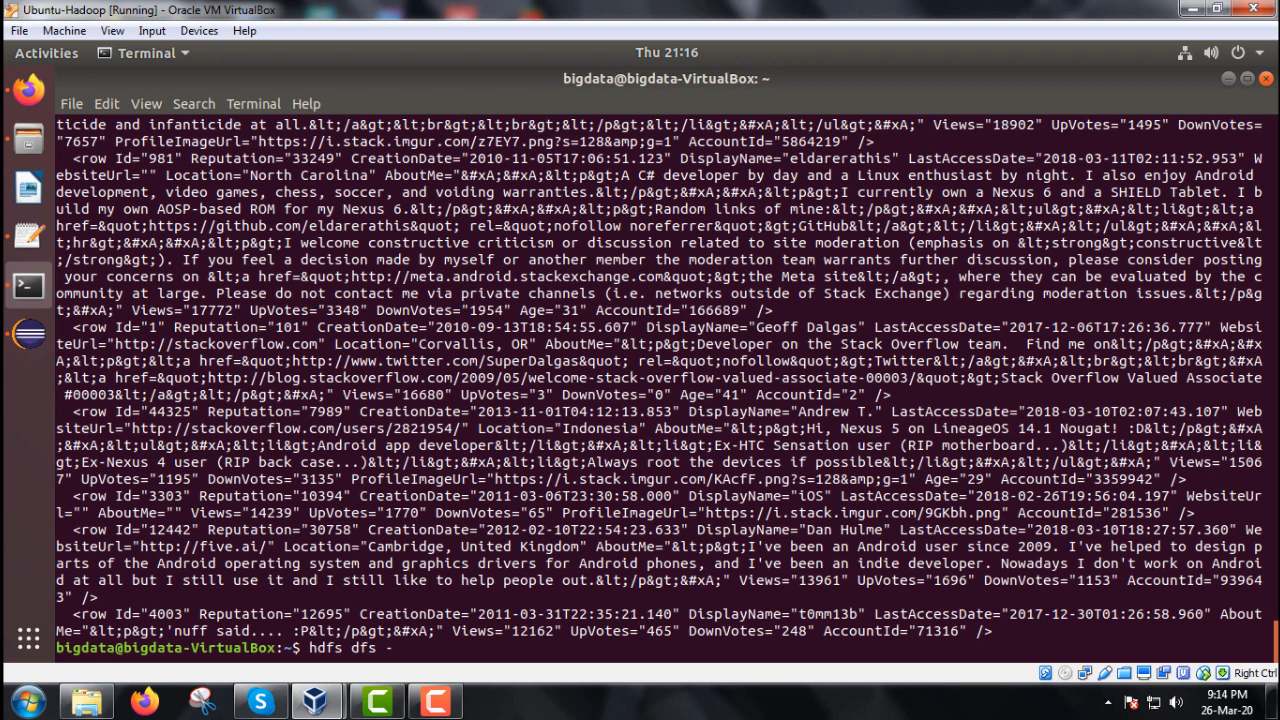 Ubuntu-Hadoop [Running] - Oracle VM VirtualBox
File Machine View Input Devices Help
Activities Terminal Thu 21:16
bigdata@bigdata-VirtualBox: ~
File Edit View Search Terminal Help
ticide and infanticide at all.&lt;/a&gt;&lt;br&gt;&lt;br&gt;&lt;/p&gt;&lt;/li&gt;&#xA;&lt;/ul&gt;&#xA;" Views="18902" UpVotes="1495" DownVotes=
"7657" ProfileImageUrl="https://i.stack.imgur.com/z7EY7.png?s=128&amp;g=1" AccountId="5864219" />
<row Id="981" Reputation="33249" CreationDate="2010-11-05T17:06:51.123" DisplayName="eldarerathis" LastAccessDate="2018-03-11T02:11:52.953" W
ebsiteUrl="" Location="North Carolina" AboutMe="&#xA;&#xA;&lt;p&gt;A C# developer by day and a Linux enthusiast by night. I also enjoy Android
development, video games, chess, soccer, and voiding warranties.&lt;/p&gt;&#xA;&#xA;&lt;p&gt;I currently own a Nexus 6 and a SHIELD Tablet. I b
uild my own AOSP-based ROM for my Nexus 6.&lt;/p&gt;&#xA;&#xA;&lt;p&gt;Random links of mine:&lt;/p&gt;&#xA;&#xA;&lt;ul&gt;&#xA;&lt;li&gt;&lt;a
href=&quot;https://github.com/eldarerathis&quot; rel=&quot;nofollow noreferrer&quot;&gt;GitHub&lt;/a&gt;&lt;/li&gt;&#xA;&lt;/ul&gt;&#xA;&#xA;&l
t;hr&gt;&#xA;&#xA;&lt;p&gt;I welcome constructive criticism or discussion related to site moderation (emphasis on &lt;strong&gt;constructive&lt
;/strong&gt;). If you feel a decision made by myself or another member the moderation team warrants further discussion, please consider posting
your concerns on &lt;a href=&quot;http://meta.android.stackexchange.com&quot;&gt;the Meta site&lt;/a&gt;, where they can be evaluated by the c
ommunity at large. Please do not contact me via private channels (i.e. networks outside of Stack Exchange) regarding moderation issues.&lt;/p&g
t;&#xA;" Views="17772" UpVotes="3348" DownVotes="1954" Age="31" AccountId="166689" />
<row Id="1" Reputation="101" CreationDate="2010-09-13T18:54:55.607" DisplayName="Geoff Dalgas" LastAccessDate="2017-12-06T17:26:36.777" Websi
teUrl="http://stackoverflow.com" Location="Corvallis, OR" AboutMe="&lt;p&gt;Developer on the Stack Overflow team.  Find me on&lt;/p&gt;&#xA;&#x
A;&lt;p&gt;&lt;a href=&quot;http://www.twitter.com/SuperDalgas&quot; rel=&quot;nofollow&quot;&gt;Twitter&lt;/a&gt;&#xA;&lt;br&gt;&lt;br&gt;&#xA
;&lt;a href=&quot;http://blog.stackoverflow.com/2009/05/welcome-stack-overflow-valued-associate-00003/&quot;&gt;Stack Overflow Valued Associate
#00003&lt;/a&gt;&lt;/p&gt;&#xA;" Views="16680" UpVotes="3" DownVotes="0" Age="41" AccountId="2" />
<row Id="44325" Reputation="7989" CreationDate="2013-11-01T04:12:13.853" DisplayName="Andrew T." LastAccessDate="2018-03-10T02:07:43.107" Web
siteUrl="http://stackoverflow.com/users/2821954/" Location="Indonesia" AboutMe="&lt;p&gt;Hi, Nexus 5 on LineageOS 14.1 Nougat! :D&lt;/p&gt;&#xA
;&#xA;&lt;ul&gt;&#xA;&lt;li&gt;Android app developer&lt;/li&gt;&#xA;&lt;li&gt;Ex-HTC Sensation user (RIP motherboard...)&lt;/li&gt;&#xA;&lt;li&
gt;Ex-Nexus 4 user (RIP back case...)&lt;/li&gt;&#xA;&lt;li&gt;Always root the devices if possible&lt;/li&gt;&#xA;&lt;/ul&gt;&#xA;" Views="1506
7" UpVotes="1195" DownVotes="3135" ProfileImageUrl="https://i.stack.imgur.com/KAcfF.png?s=128&amp;g=1" Age="29" AccountId="3359942" />
<row Id="3303" Reputation="10394" CreationDate="2011-03-06T23:30:58.000" DisplayName="iOS" LastAccessDate="2018-02-26T19:56:04.197" WebsiteUr
l="" AboutMe="" Views="14239" UpVotes="1770" DownVotes="65" ProfileImageUrl="https://i.stack.imgur.com/9GKbh.png" AccountId="281536" />
<row Id="12442" Reputation="30758" CreationDate="2012-02-10T22:54:23.633" DisplayName="Dan Hulme" LastAccessDate="2018-03-10T18:27:57.360" We
bsiteUrl="http://five.ai/" Location="Cambridge, United Kingdom" AboutMe="&lt;p&gt;I've been an Android user since 2009. I've helped to design p
arts of the Android operating system and graphics drivers for Android phones, and I've been an indie developer. Nowadays I don't work on Androi
d at all but I still use it and I still like to help people out.&lt;/p&gt;&#xA;" Views="13961" UpVotes="1696" DownVotes="1153" AccountId="93964
3" />
<row Id="4003" Reputation="12695" CreationDate="2011-03-31T22:35:21.140" DisplayName="t0mm13b" LastAccessDate="2017-12-30T01:26:58.960" About
Me="&lt;p&gt;'nuff said.... :P&lt;/p&gt;&#xA;" Views="12162" UpVotes="465" DownVotes="248" AccountId="71316" />
bigdata@bigdata-VirtualBox:~$ hdfs dfs -
Right Ctrl
9:14 PM
26-Mar-20